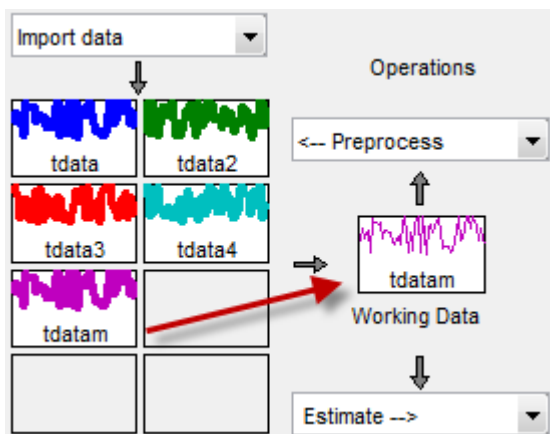 Import data
tdata
tdata2
tdata3
tdata4
tdatam
Operations
<-- Preprocess
tdatam
Working Data
Estimate -->